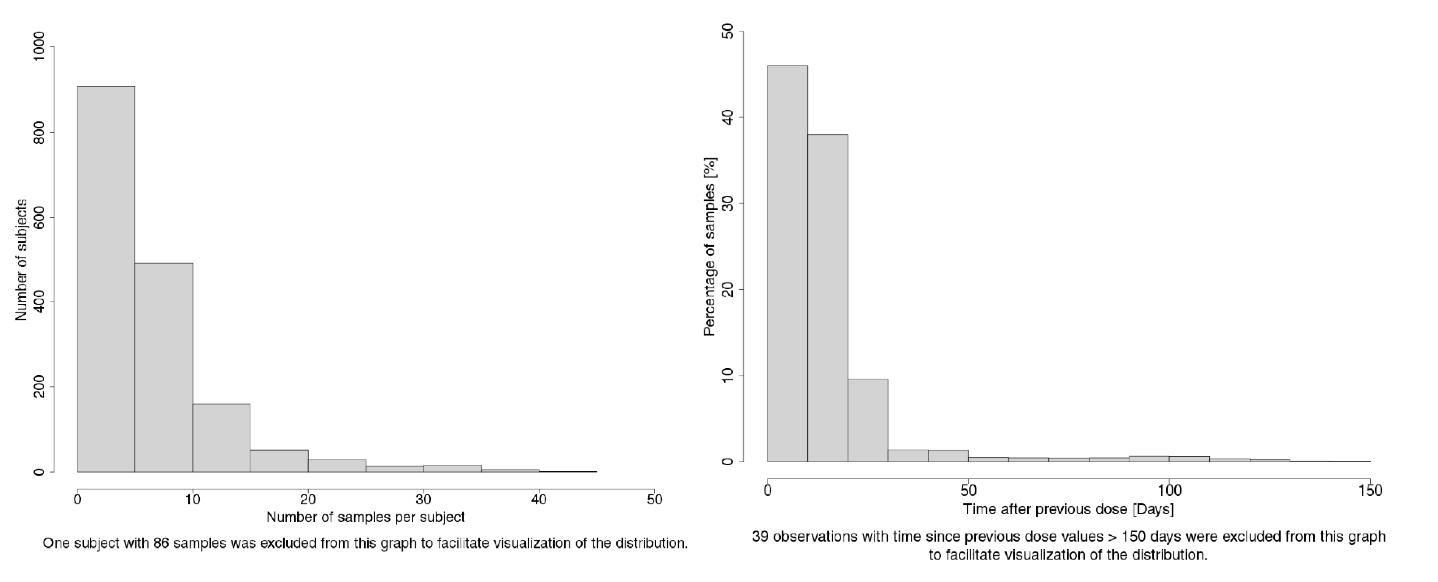 1000
800
600
400
200
0
Number of subjects
0 10 20 30 40 50
Number of samples per subject
One subject with 86 samples was excluded from this graph to facilitate visualization of the distribution.
50
40
30
20
10
0
Percentage of samples [%]
0 50 100 150
Time after previous dose [Days]
39 observations with time since previous dose values > 150 days were excluded from this graph
to facilitate visualization of the distribution.